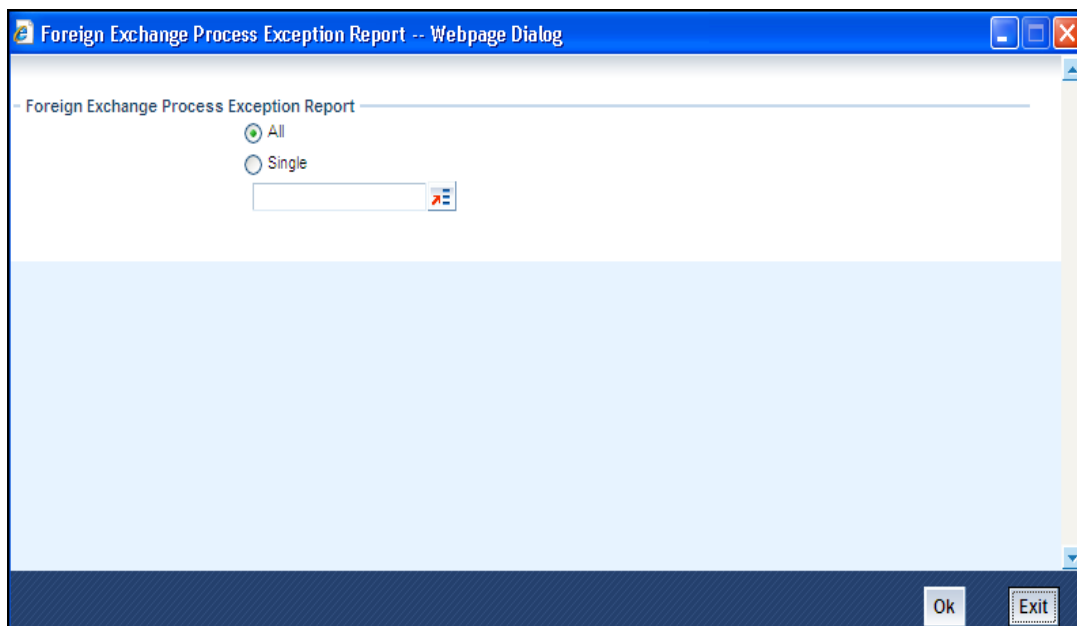 Foreign Exchange Process Exception Report -- Webpage Dialog
Foreign Exchange Process Exception Report
All
Single
Ok
Exit